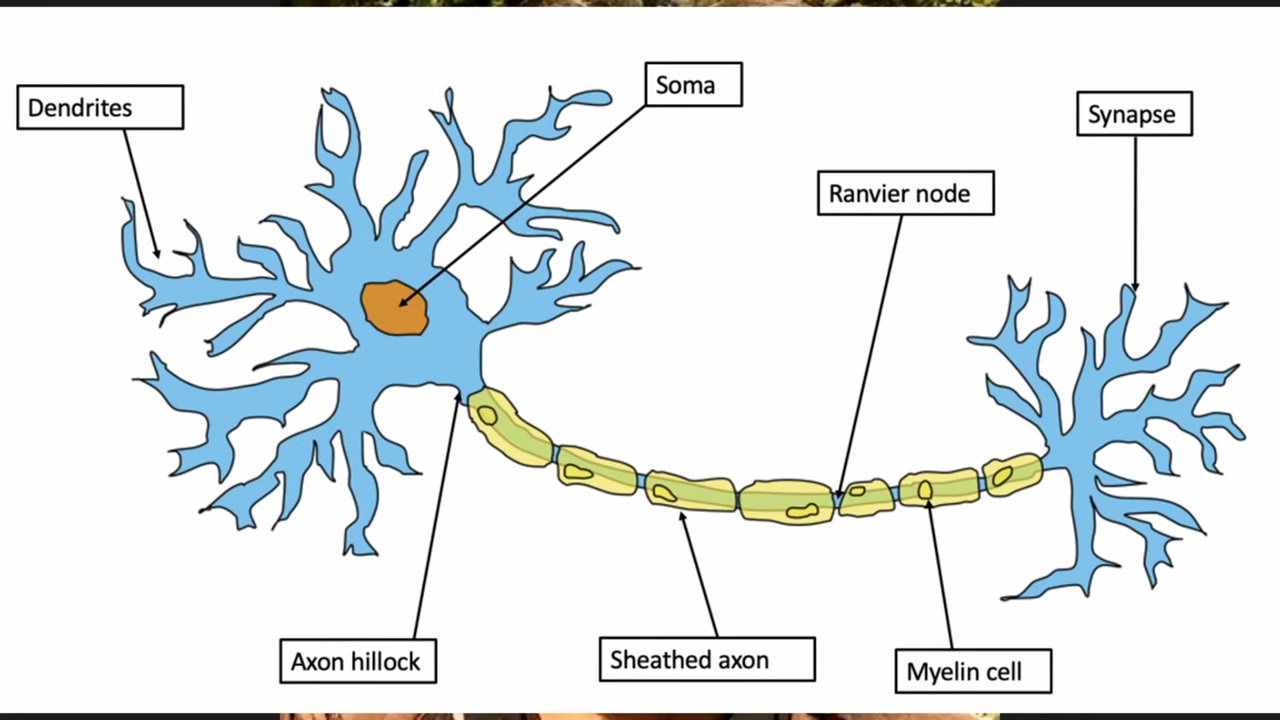 Soma
Dendrites
Synapse
Ranvier node
Axon hillock
Sheathed axon
Myelin cell